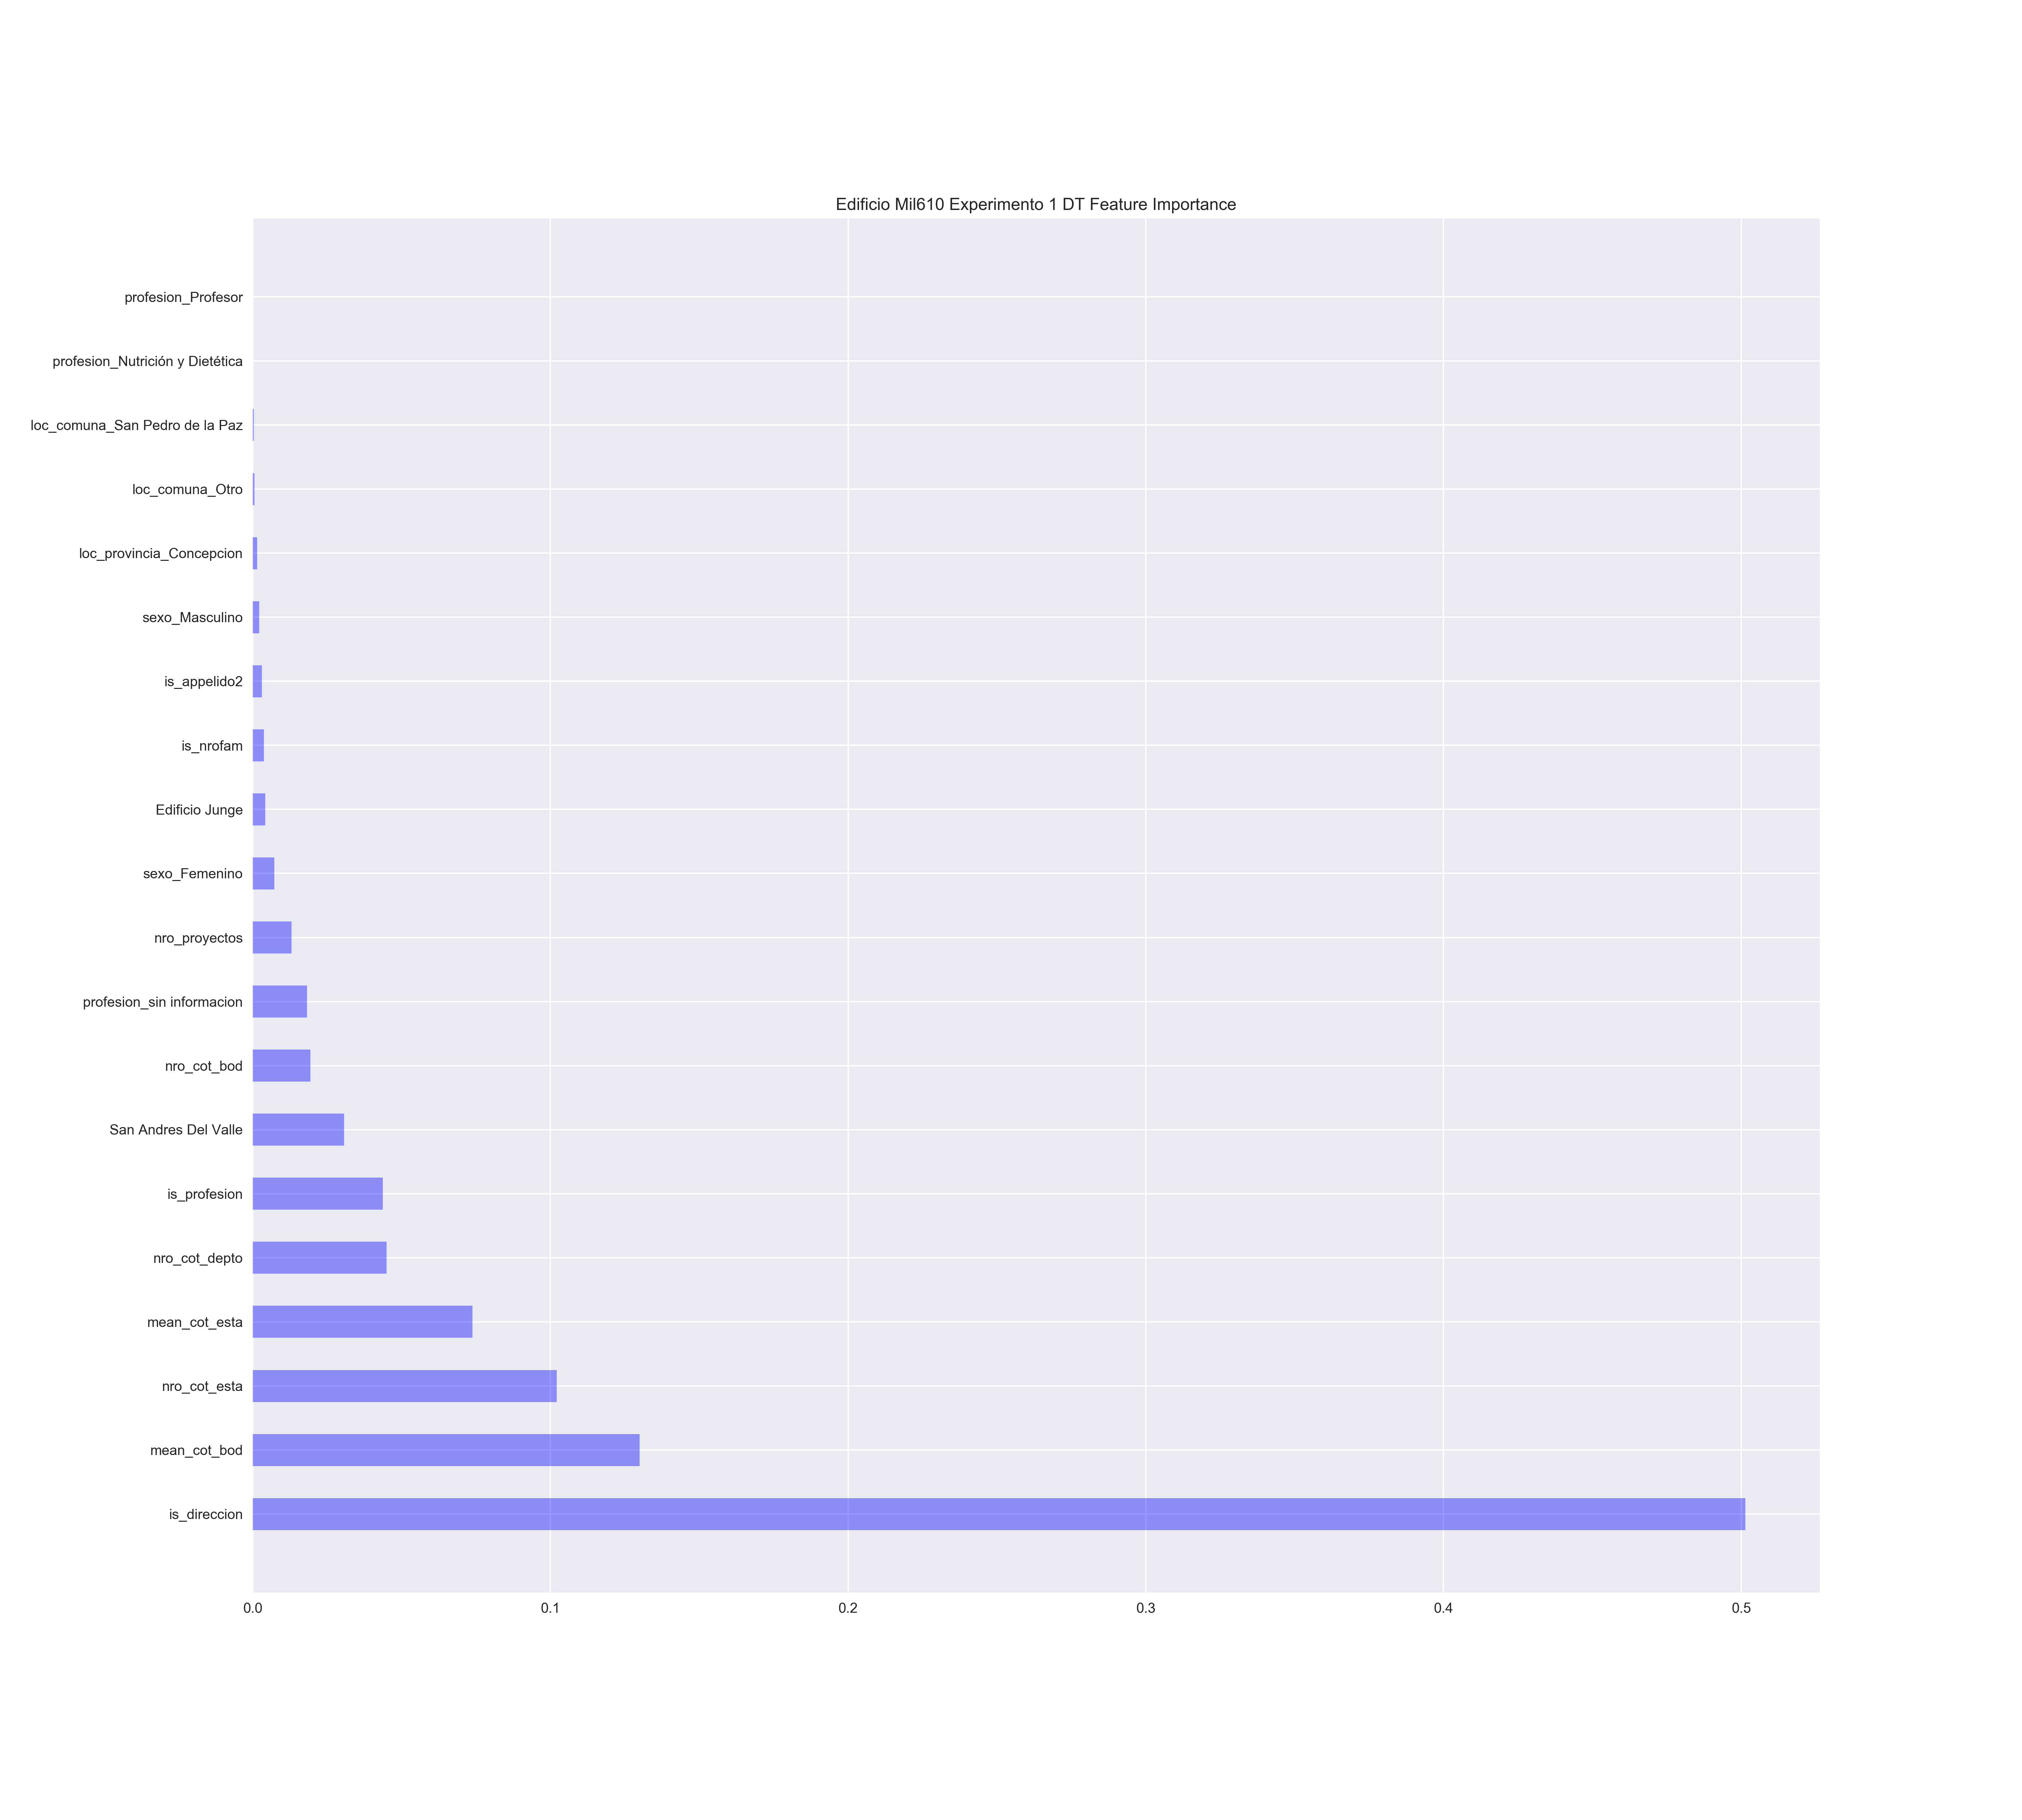 Edificio Mil610 Experimento 1 DT Feature Importance
profesion_Profesor
profesion_Nutrición y Dietética
loc_comuna_San Pedro de la Paz
loc_comuna_Otro
loc_provincia_Concepcion
sexo_Masculino
is_appelido2
is_nrofam
Edificio Junge
sexo_Femenino
nro_proyectos
profesion_sin informacion
nro_cot_bod
San Andres Del Valle
is_profesion
nro_cot_depto
mean_cot_esta
nro_cot_esta
mean_cot_bod
is_direccion
0.0 0.1 0.2 0.3 0.4 0.5